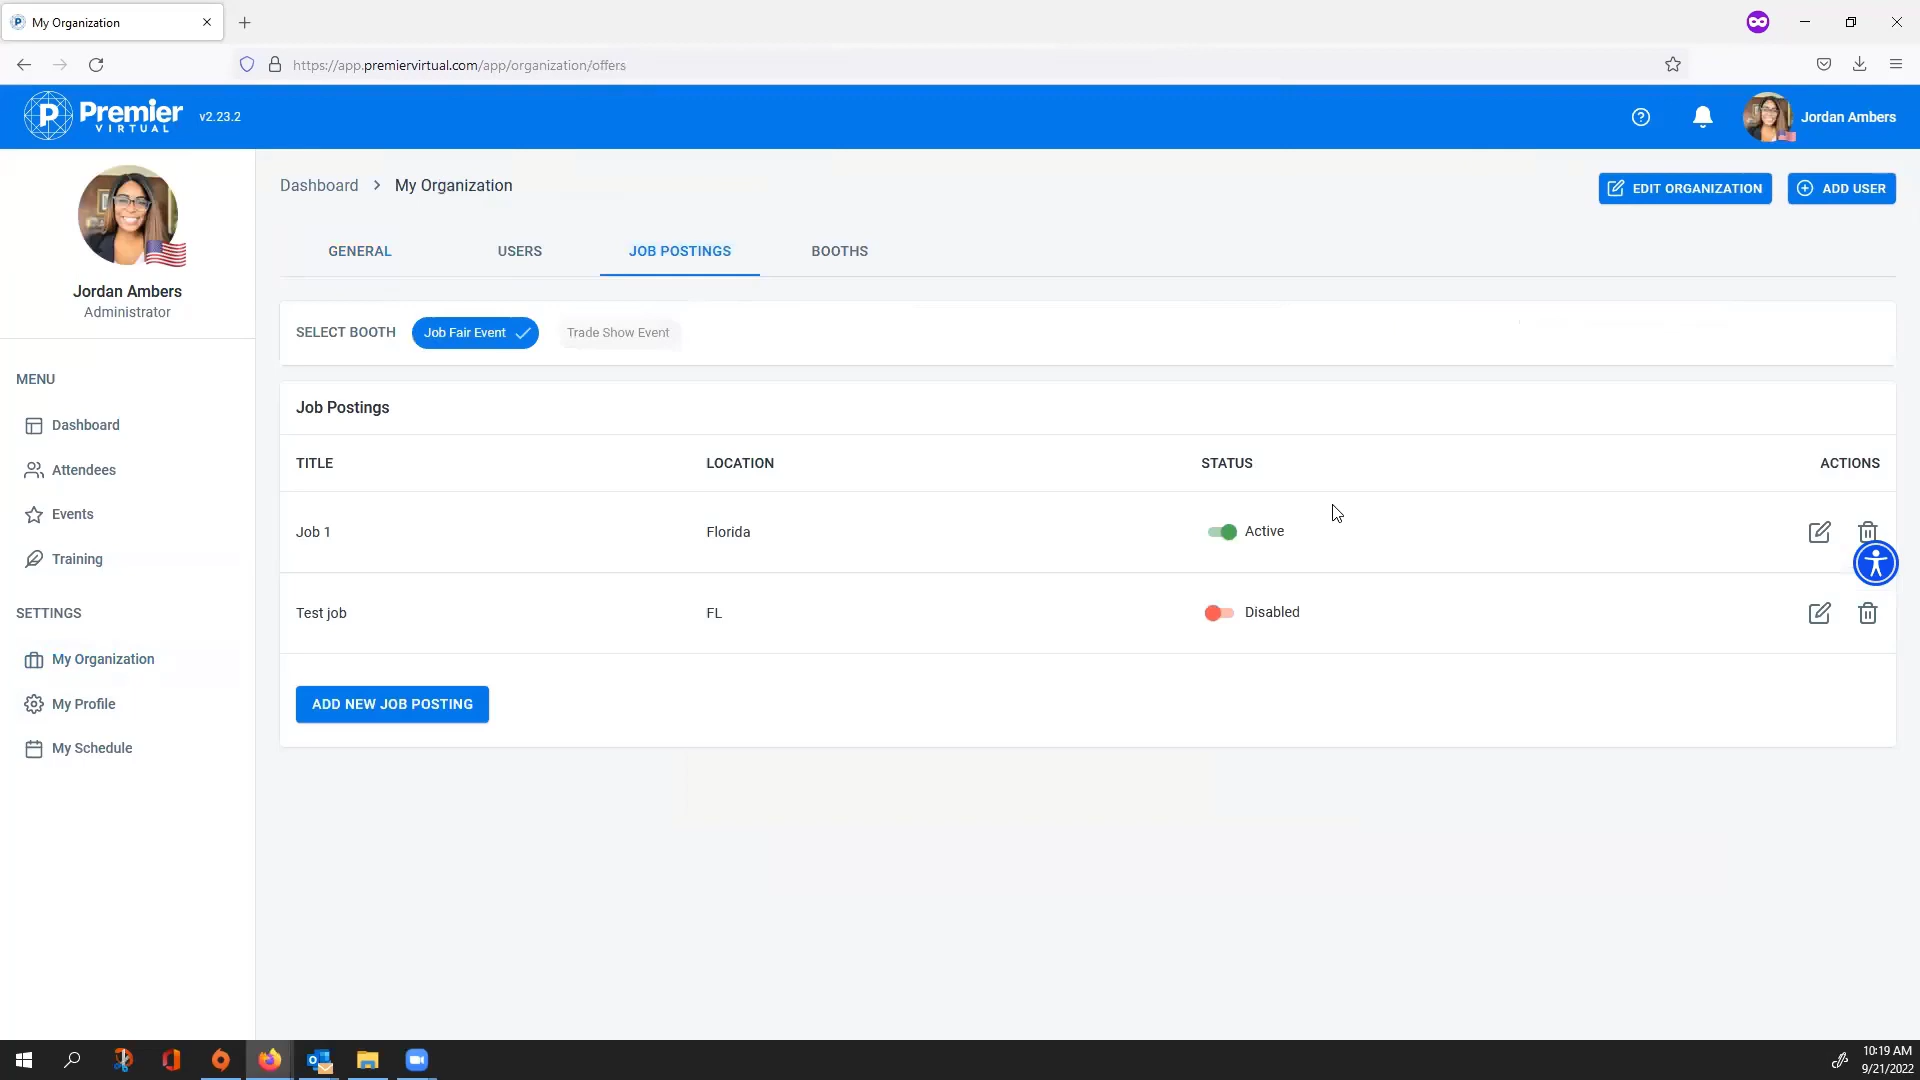 My Organization
https://app.premiervirtual.com/app/organization/offers
P Premier
VIRTUAL
v2.23.2
Jordan Ambers
Dashboard > My Organization
EDIT ORGANIZATION
ADD USER
GENERAL
USERS
JOB POSTINGS
BOOTHS
Jordan Ambers
Administrator
SELECT BOOTH
Job Fair Event
Trade Show Event
MENU
Dashboard
Attendees
Events
Training
SETTINGS
My Organization
My Profile
My Schedule
Job Postings
TITLE LOCATION STATUS ACTIONS
Job 1 Florida Active
Test job FL Disabled
ADD NEW JOB POSTING
10:19 AM
9/21/2022